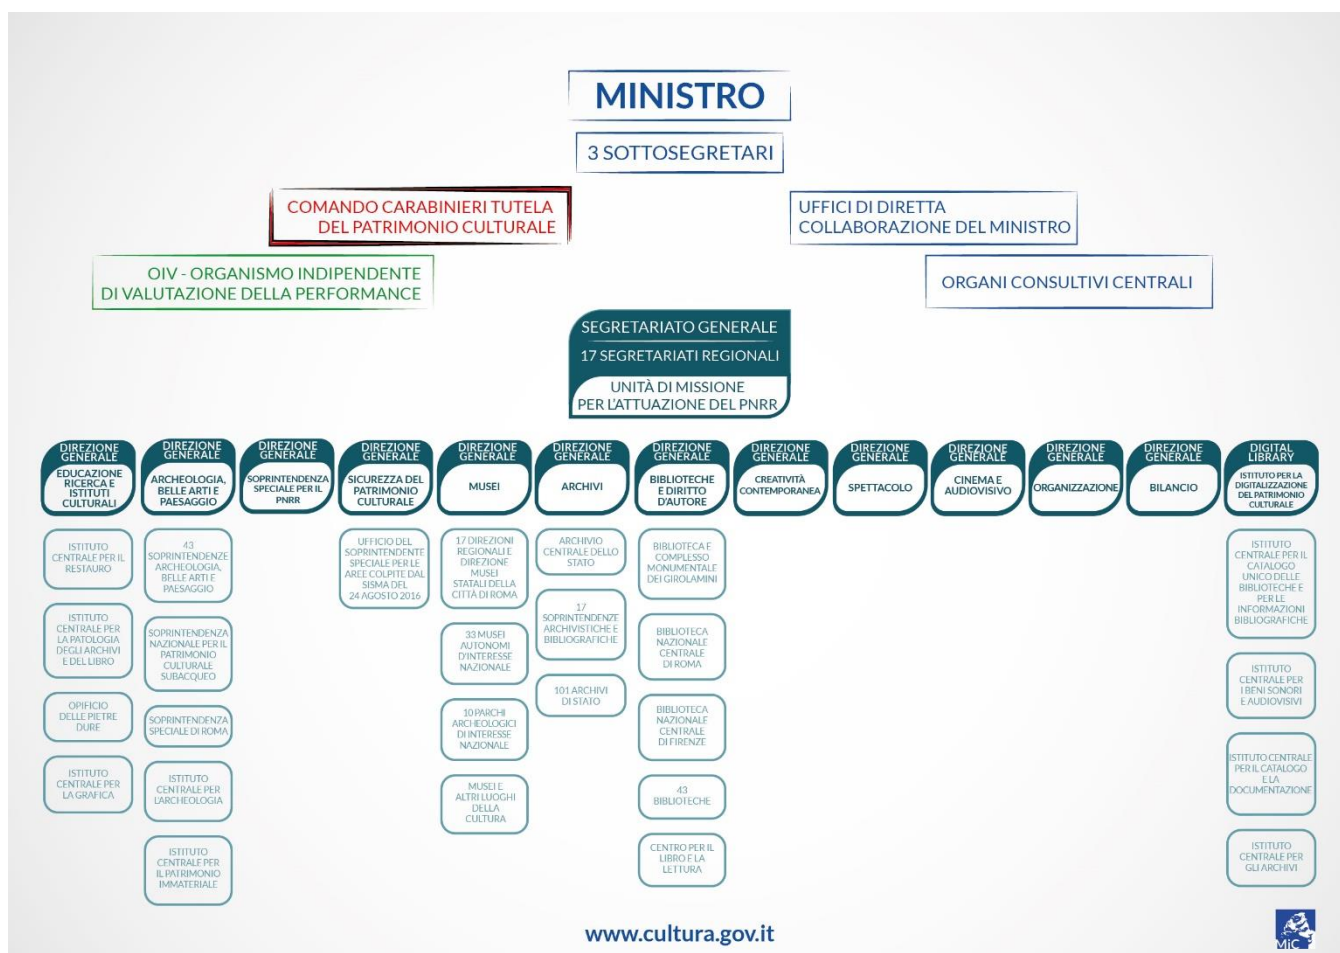 MINISTRO
3 SOTTOSEGRETARI
COMANDO CARABINIERI TUTELA
DEL PATRIMONIO CULTURALE
UFFICI DI DIRETTA
COLLABORAZIONE DEL MINISTRO
OIV - ORGANISMO INDIPENDENTE
DI VALUTAZIONE DELLA PERFORMANCE
ORGANI CONSULTIVI CENTRALI
SEGRETARIATO GENERALE
17 SEGRETARIATI REGIONALI
UNITÀ DI MISSIONE
PER L'ATTUAZIONE DEL PNRR
DIREZIONE
GENERALE
EDUCAZIONE
RICERCA E
ISTITUTI
CULTURALI
ISTITUTO
CENTRALE PER IL
RESTAURO
ISTITUTO
CENTRALE PER
LA PATOLOGIA
DEGLI ARCHIVI
E DEL LIBRO
OPIFICIO
DELLE PIETRE
DURE
ISTITUTO
CENTRALE PER
LA GRAFICA
DIREZIONE
GENERALE
ARCHEOLOGIA,
BELLE ARTI E
PAESAGGIO
43
SOPRINTENDENZE
ARCHEOLOGIA,
BELLE ARTI E
PAESAGGIO
SOPRINTENDENZA
NAZIONALE PER IL
PATRIMONIO
CULTURALE
SUBACQUEO
SOPRINTENDENZA
SPECIALE DI ROMA
ISTITUTO
CENTRALE PER
L'ARCHEOLOGIA
ISTITUTO
CENTRALE PER
IL PATRIMONIO
IMMATERIALE
DIREZIONE
GENERALE
SOPRINTENDENZA
SPECIALE PER IL
PNRR
DIREZIONE
GENERALE
SICUREZZA DEL
PATRIMONIO
CULTURALE
UFFICIO DEL
SOPRINTENDENTE
SPECIALE PER LE
AREE COLPITE DAL
SISMA DEL
24 AGOSTO 2016
DIREZIONE
GENERALE
MUSEI
17 DIREZIONI
REGIONALI E
DIREZIONE
MUSEI
STATALI DELLA
CITTÀ DI ROMA
33 MUSEI
AUTONOMI
D'INTERESSE
NAZIONALE
10 PARCHI
ARCHEOLOGICI
DI INTERESSE
NAZIONALE
MUSEI E
ALTRI LUOGHI
DELLA
CULTURA
DIREZIONE
GENERALE
ARCHIVI
ARCHIVIO
CENTRALE DELLO
STATO
17
SOPRINTENDENZE
ARCHIVISTICHE E
BIBLIOGRAFICHE
101 ARCHIVI
DI STATO
DIREZIONE
GENERALE
BIBLIOTECHE
E DIRITTO
D'AUTORE
BIBLIOTECA E
COMPLESSO
MONUMENTALE
DEI GIROLAMINI
BIBLIOTECA
NAZIONALE
CENTRALE
DI ROMA
BIBLIOTECA
NAZIONALE
CENTRALE
DI FIRENZE
43
BIBLIOTECHE
CENTRO PER IL
LIBRO E LA
LETTURA
DIREZIONE
GENERALE
CREATIVITÀ
CONTEMPORANEA
DIREZIONE
GENERALE
SPETTACOLO
DIREZIONE
GENERALE
CINEMA E
AUDIOVISIVO
DIREZIONE
GENERALE
ORGANIZZAZIONE
DIREZIONE
GENERALE
BILANCIO
DIGITAL
LIBRARY
ISTITUTO PER LA
DIGITALIZZAZIONE
DEL PATRIMONIO
CULTURALE
ISTITUTO
CENTRALE PER IL
CATALOGO
UNICO DELLE
BIBLIOTECHE E
PER LE
INFORMAZIONI
BIBLIOGRAFICHE
ISTITUTO
CENTRALE PER
I BENI SONORI
E AUDIOVISIVI
ISTITUTO CENTRALE
PER IL CATALOGO
E LA
DOCUMENTAZIONE
ISTITUTO
CENTRALE PER
GLI ARCHIVI
www.cultura.gov.it
MiC